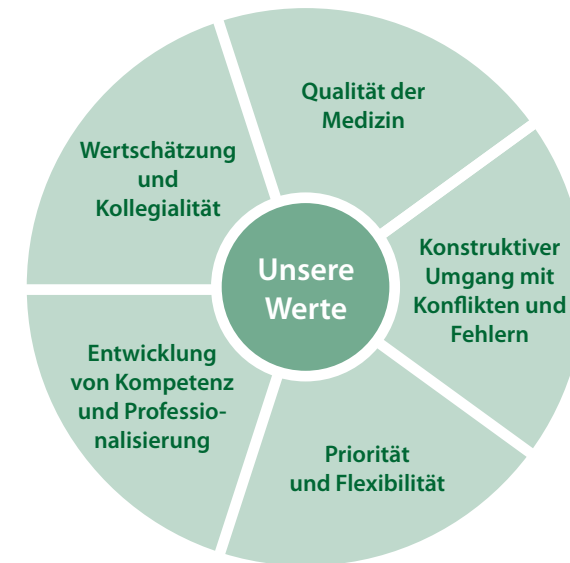 Qualität der
Medizin
Wertschätzung
und
Kollegialität
Konstruktiver
Umgang mit
Konflikten und
Fehlern
Unsere
Werte
Entwicklung
von Kompetenz
und Professio-
nalisierung
Priorität
und Flexibilität